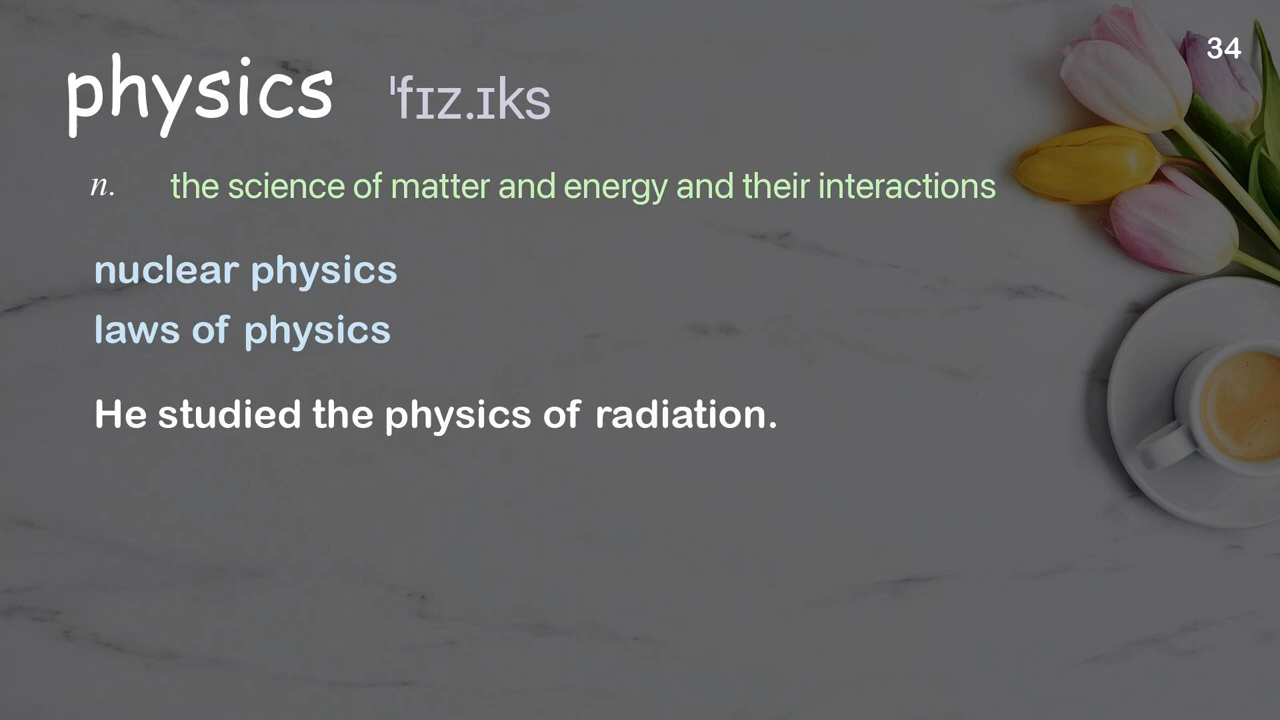 34
physics ˈfɪz.ɪks
n. the science of matter and energy and their interactions
nuclear physics
laws of physics
He studied the physics of radiation.